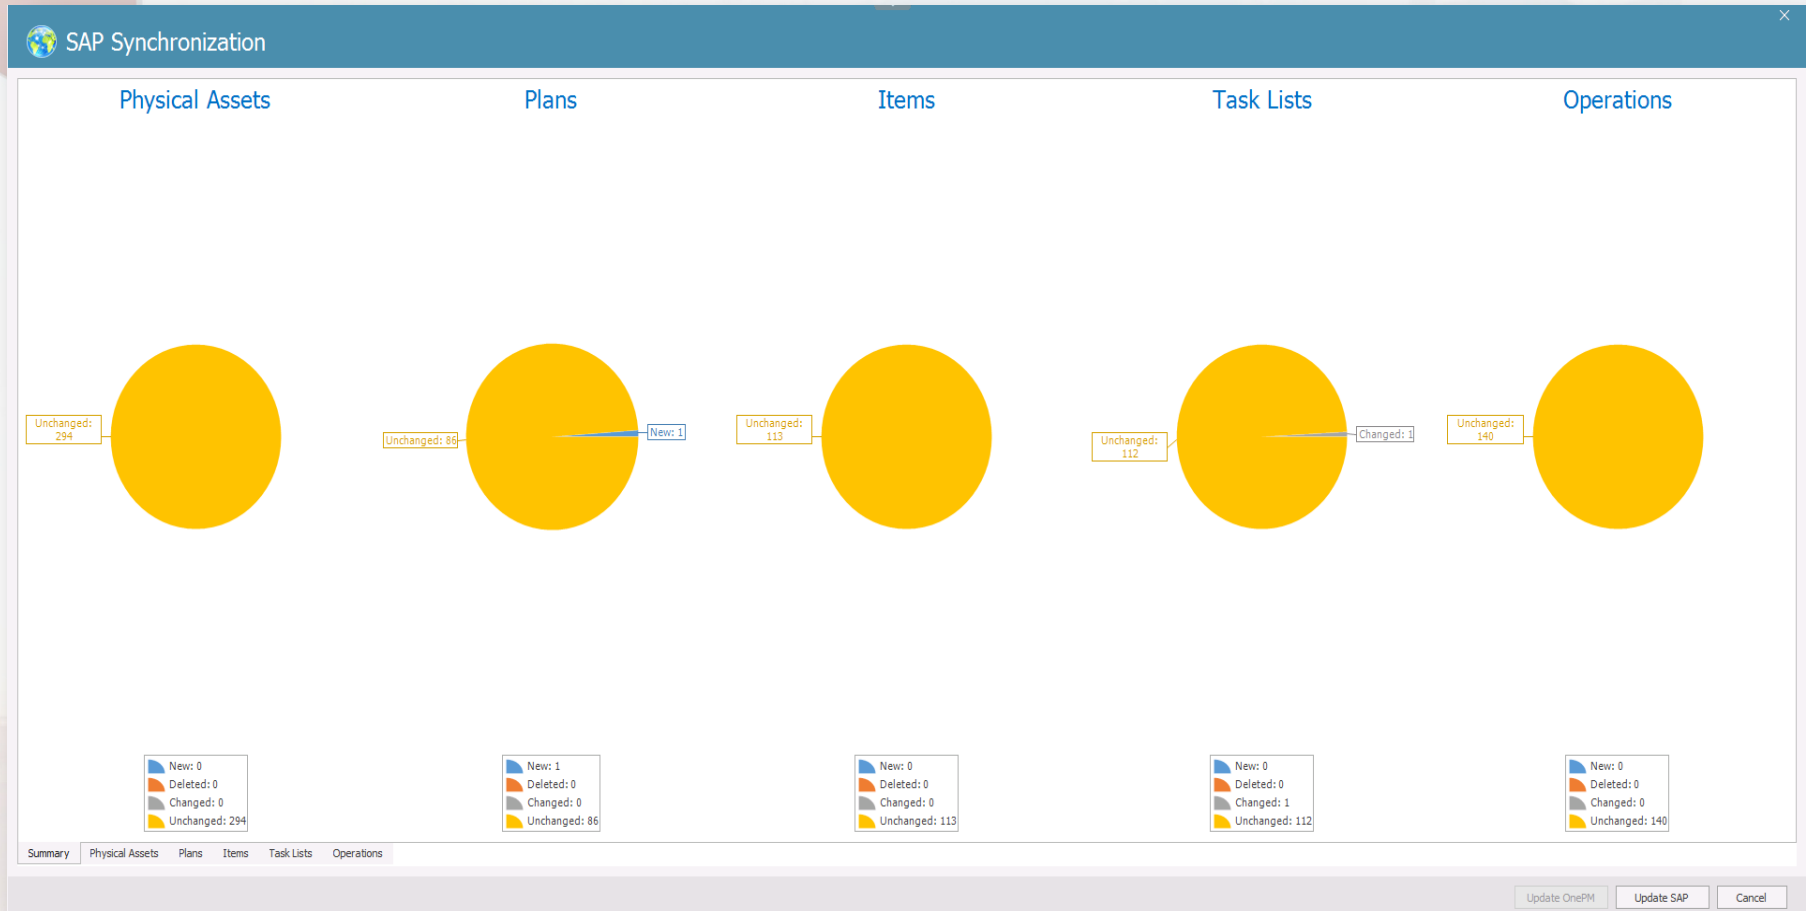 SAP Synchronization
Physical Assets
Plans
Items
Task Lists
Operations
Unchanged:
294
Unchanged: 86
New: 1
Unchanged:
113
Unchanged:
112
Changed: 1
Unchanged:
140
New: 0
Deleted: 0
Changed: 0
Unchanged: 294
New: 1
Deleted: 0
Changed: 0
Unchanged: 86
New: 0
Deleted: 0
Changed: 0
Unchanged: 113
New: 0
Deleted: 0
Changed: 1
Unchanged: 112
New: 0
Deleted: 0
Changed: 0
Unchanged: 140
Summary Physical Assets Plans Items Task Lists Operations
Update OnePM Update SAP Cancel